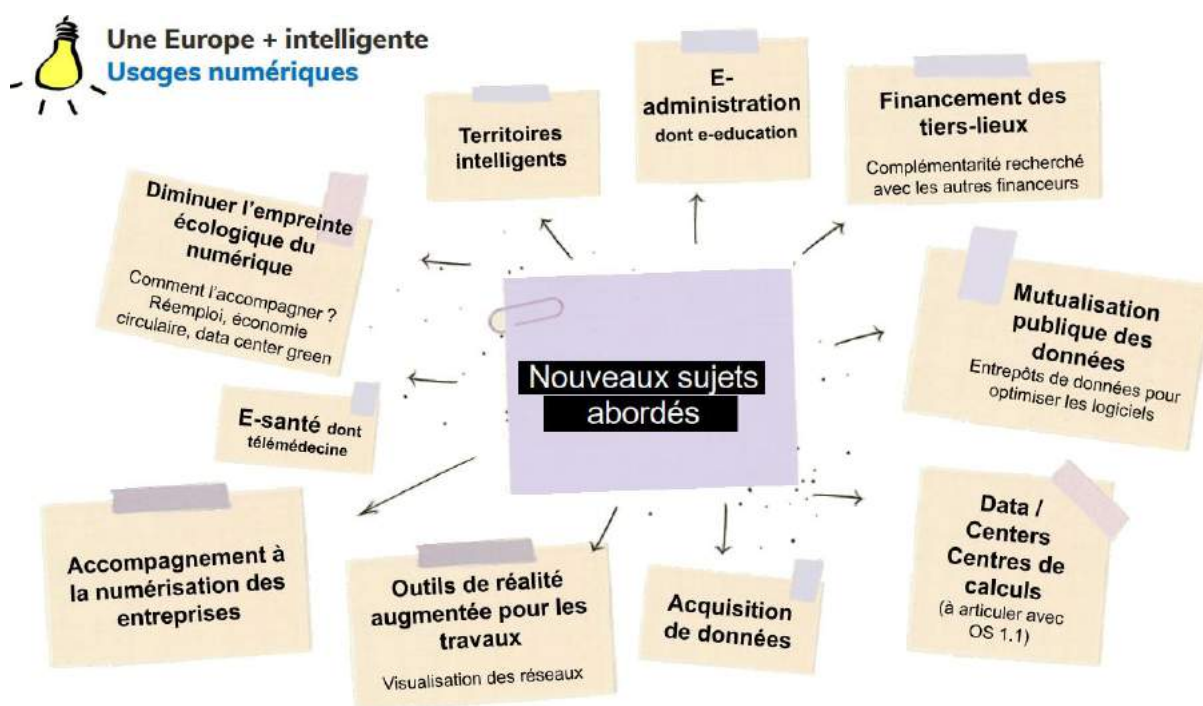 Une Europe + intelligente
Usages numériques
Territoires
intelligents
E-
administration
dont e-education
Financement des
tiers-lieux
Complémentarité recherché
avec les autres financeurs
Diminuer l'empreinte
écologique du
numérique
Comment l'accompagner ?
Réemploi, économie
circulaire, data center green
Mutualisation
publique des
données
Entrepôts de données pour
optimiser les logiciels
Nouveaux sujets
abordés
E-santé dont
télémédecine
Accompagnement à
la numérisation des
entreprises
Outils de réalité
augmentée pour les
travaux
Visualisation des réseaux
Acquisition
de données
Data /
Centers
Centres de
calculs
(à articuler avec
OS 1.1)